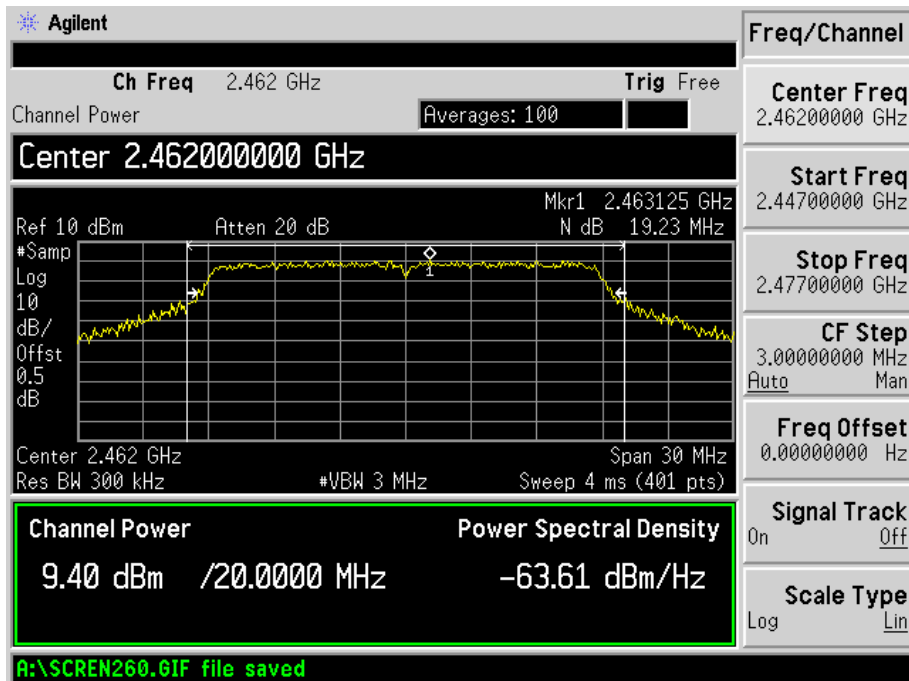 Agilent
Freq/Channel
Ch Freq 2.462 GHz Trig Free
Channel Power Averages: 100
Center 2.462000000 GHz
Mkr1 2.463125 GHz
Ref 10 dBm Atten 20 dB N dB 19.23 MHz
#Samp
Log
10
dB/
Offst
0.5
dB
1
Center 2.462 GHz Span 30 MHz
Res BW 300 kHz #VBW 3 MHz Sweep 4 ms (401 pts)
Channel Power Power Spectral Density
9.40 dBm /20.0000 MHz -63.61 dBm/Hz
A:\SCREN260.GIF file saved
Center Freq
2.46200000 GHz
Start Freq
2.44700000 GHz
Stop Freq
2.47700000 GHz
CF Step
3.00000000 MHz
Auto Man
Freq Offset
0.00000000 Hz
Signal Track
On Off
Scale Type
Log Lin